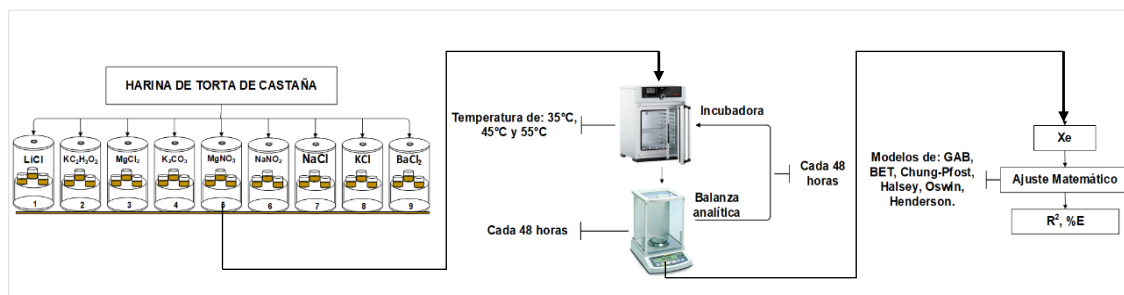 HARINA DE TORTA DE CASTAÑA
LiCl
KC₂H₃O₂
MgCl₂
K₂CO₃
MgNO₃
NaNO₂
NaCl
KCl
BaCl₂
1
2
3
4
5
6
7
8
9
Temperatura de: 35°C,
45°C y 55°C
Incubadora
Cada 48
horas
Balanza
analítica
Cada 48 horas
Modelos de: GAB,
BET, Chung-Pfost,
Halsey, Oswin,
Henderson.
Xe
Ajuste Matemático
R², %E